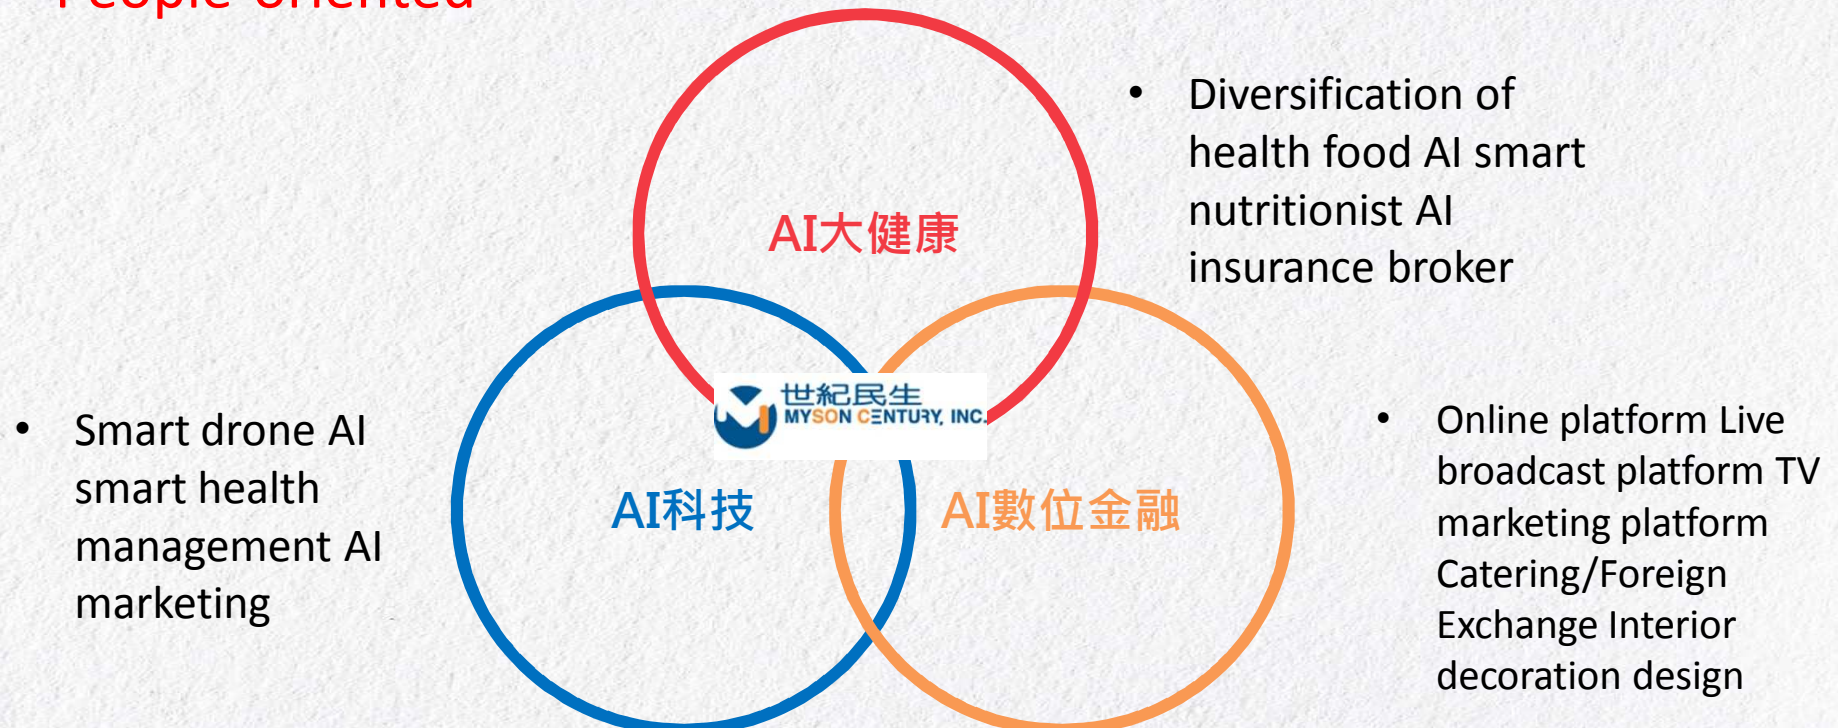 People-oriented
• Diversification of
health food AI smart
nutritionist AI
insurance broker
AI大健康
世紀民生
MYSON CENTURY, INC.
• Smart drone AI
smart health
management AI
marketing
AI科技
AI數位金融
• Online platform Live
broadcast platform TV
marketing platform
Catering/Foreign
Exchange Interior
decoration design